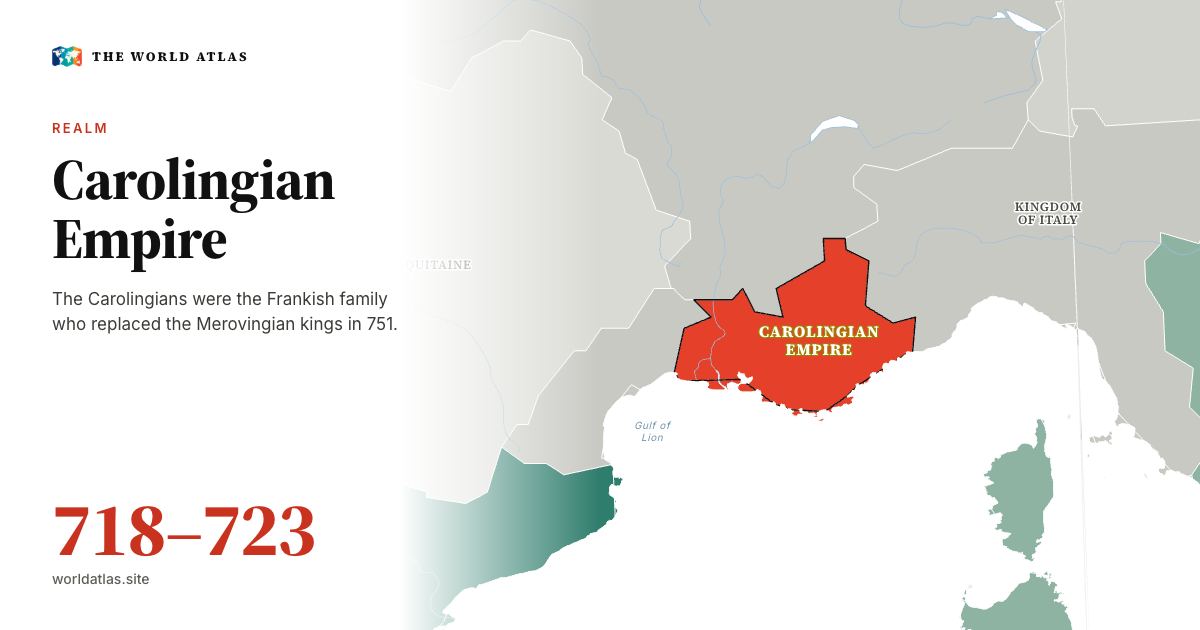 THE WORLD ATLAS
REALM
Carolingian
Empire
The Carolingians were the Frankish family
who replaced the Merovingian kings in 751.
718–723
worldatlas.site
UITAINE
KINGDOM
OF ITALY
CAROLINGIAN
EMPIRE
Gulf of
Lion